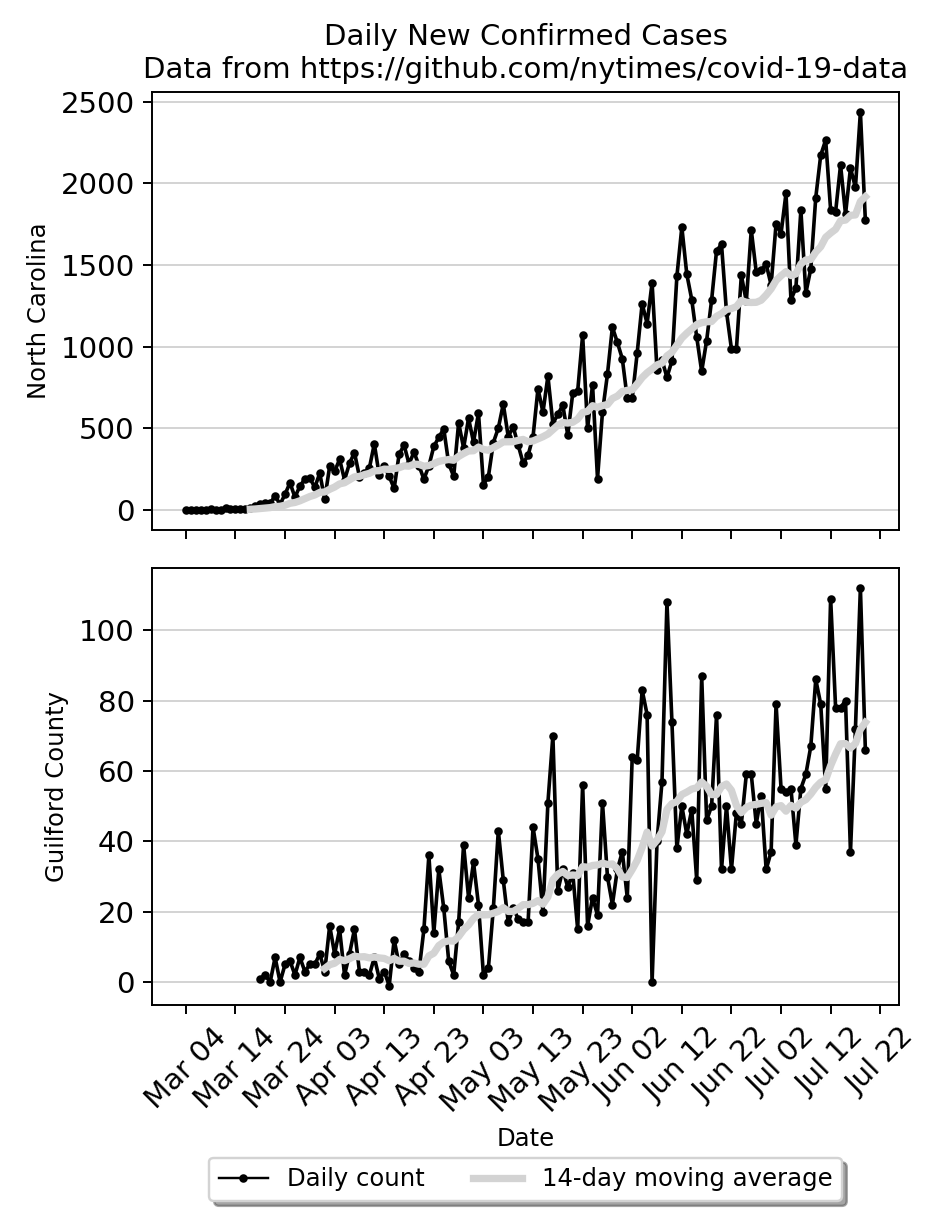 Daily New Confirmed Cases
Data from https://github.com/nytimes/covid-19-data
2500
2000
1500
1000
500
0
North Carolina
100
80
60
40
20
0
Guilford County
Mar 04
Mar 14
Mar 24
Apr 03
Apr 13
Apr 23
May 03
May 13
May 23
Jun 02
Jun 12
Jun 22
Jul 02
Jul 12
Jul 22
Date
Daily count
14-day moving average